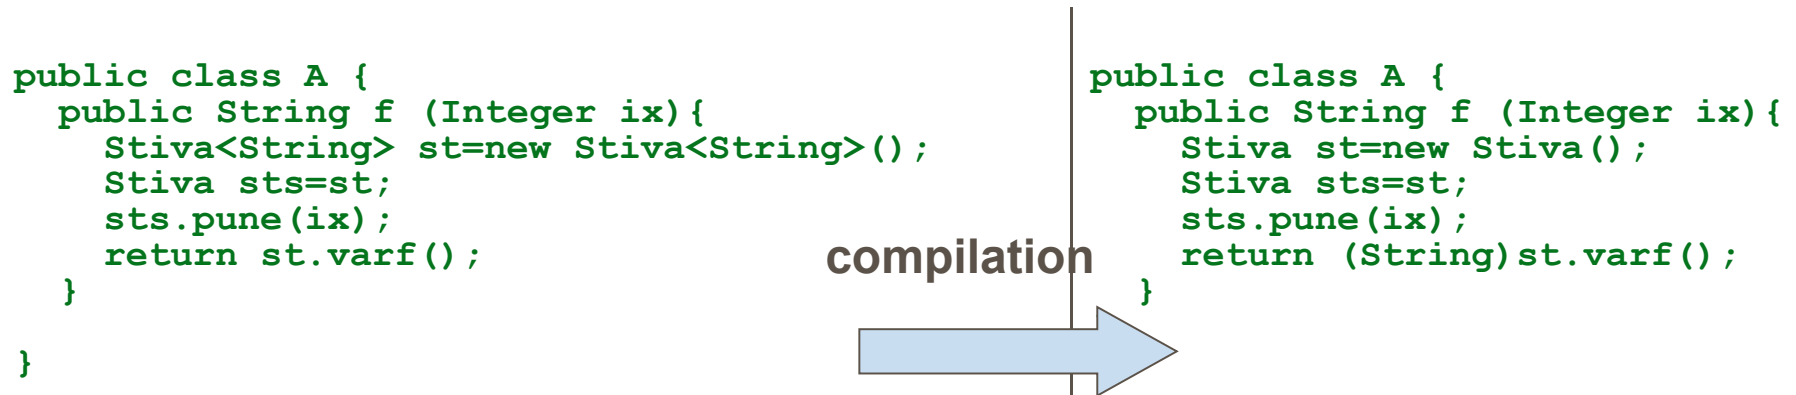 public class A {
  public String f (Integer ix){
    Stiva<String> st=new Stiva<String>();
    Stiva sts=st;
    sts.pune(ix);
    return st.varf();
  }
}
compilation
public class A {
  public String f (Integer ix){
    Stiva st=new Stiva();
    Stiva sts=st;
    sts.pune(ix);
    return (String)st.varf();
  }